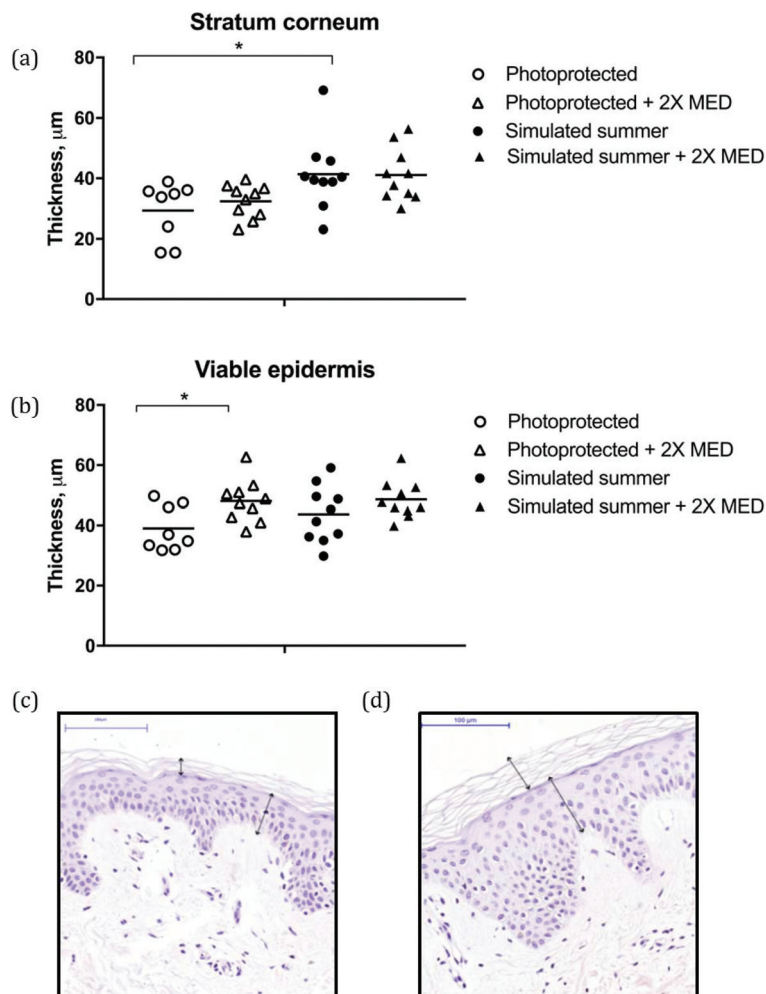 Stratum corneum
(a)
*
80
60
40
20
0
Thickness, µm
Photoprotected
Photoprotected + 2X MED
Simulated summer
Simulated summer + 2X MED
Viable epidermis
(b)
*
80
60
40
20
0
Thickness, µm
Photoprotected
Photoprotected + 2X MED
Simulated summer
Simulated summer + 2X MED
(c)
(d)
100 µm